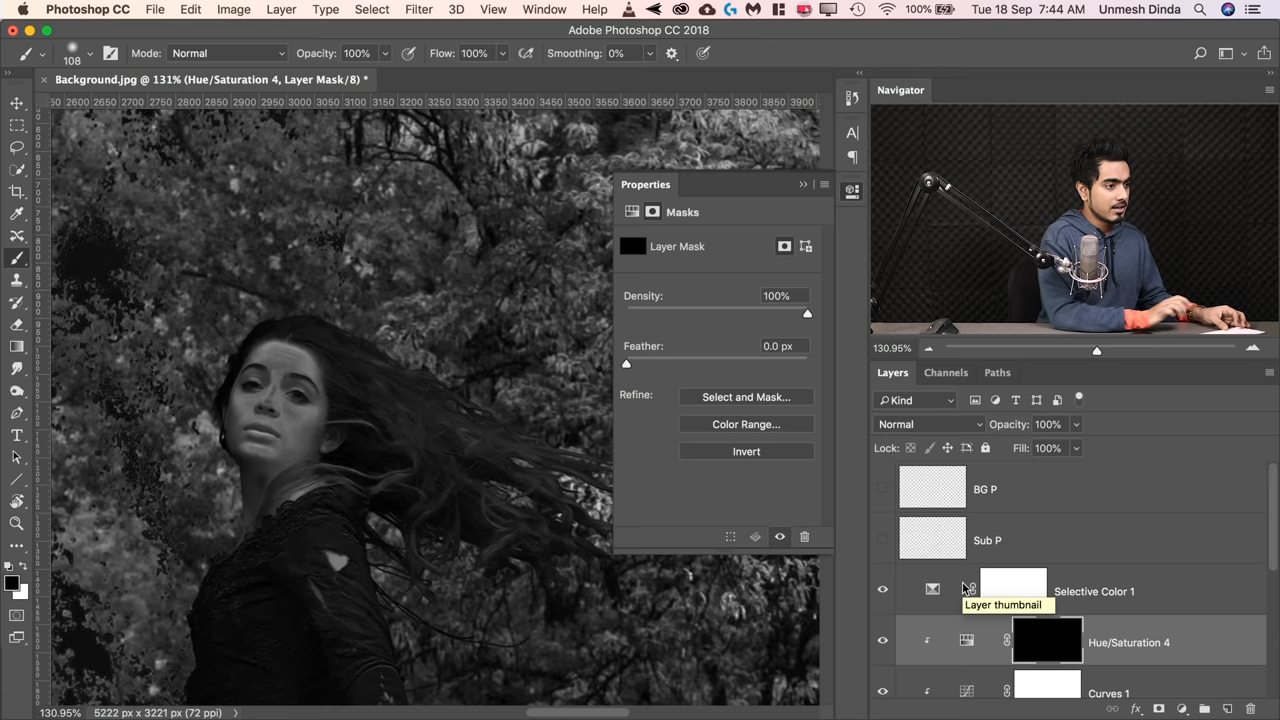 Photoshop CC File Edit Image Layer Type Select Filter 3D View Window Help 100% Tue 18 Sep 7:44 AM Unmesh Dinda
Adobe Photoshop CC 2018
108 Mode: Normal Opacity: 100% Flow: 100% Smoothing: 0%
Background.jpg @ 131% (Hue/Saturation 4, Layer Mask/8) *
2600 2650 2700 2750 2800 2850 2900 2950 3000 3050 3100 3150 3200 3250 3300 3350 3400 3450 3500 3550 3600 3650 3700 3750 3800 3850 3900
Navigator
Properties
Masks
Layer Mask
Density: 100%
Feather: 0.0 px
Refine: Select and Mask...
Color Range...
Invert
130.95%
Layers Channels Paths
Kind
Normal Opacity: 100%
Lock: Fill: 100%
BG P
Sub P
Selective Color 1
Layer thumbnail
Hue/Saturation 4
Curves 1
130.95% 5222 px x 3221 px (72 ppi)